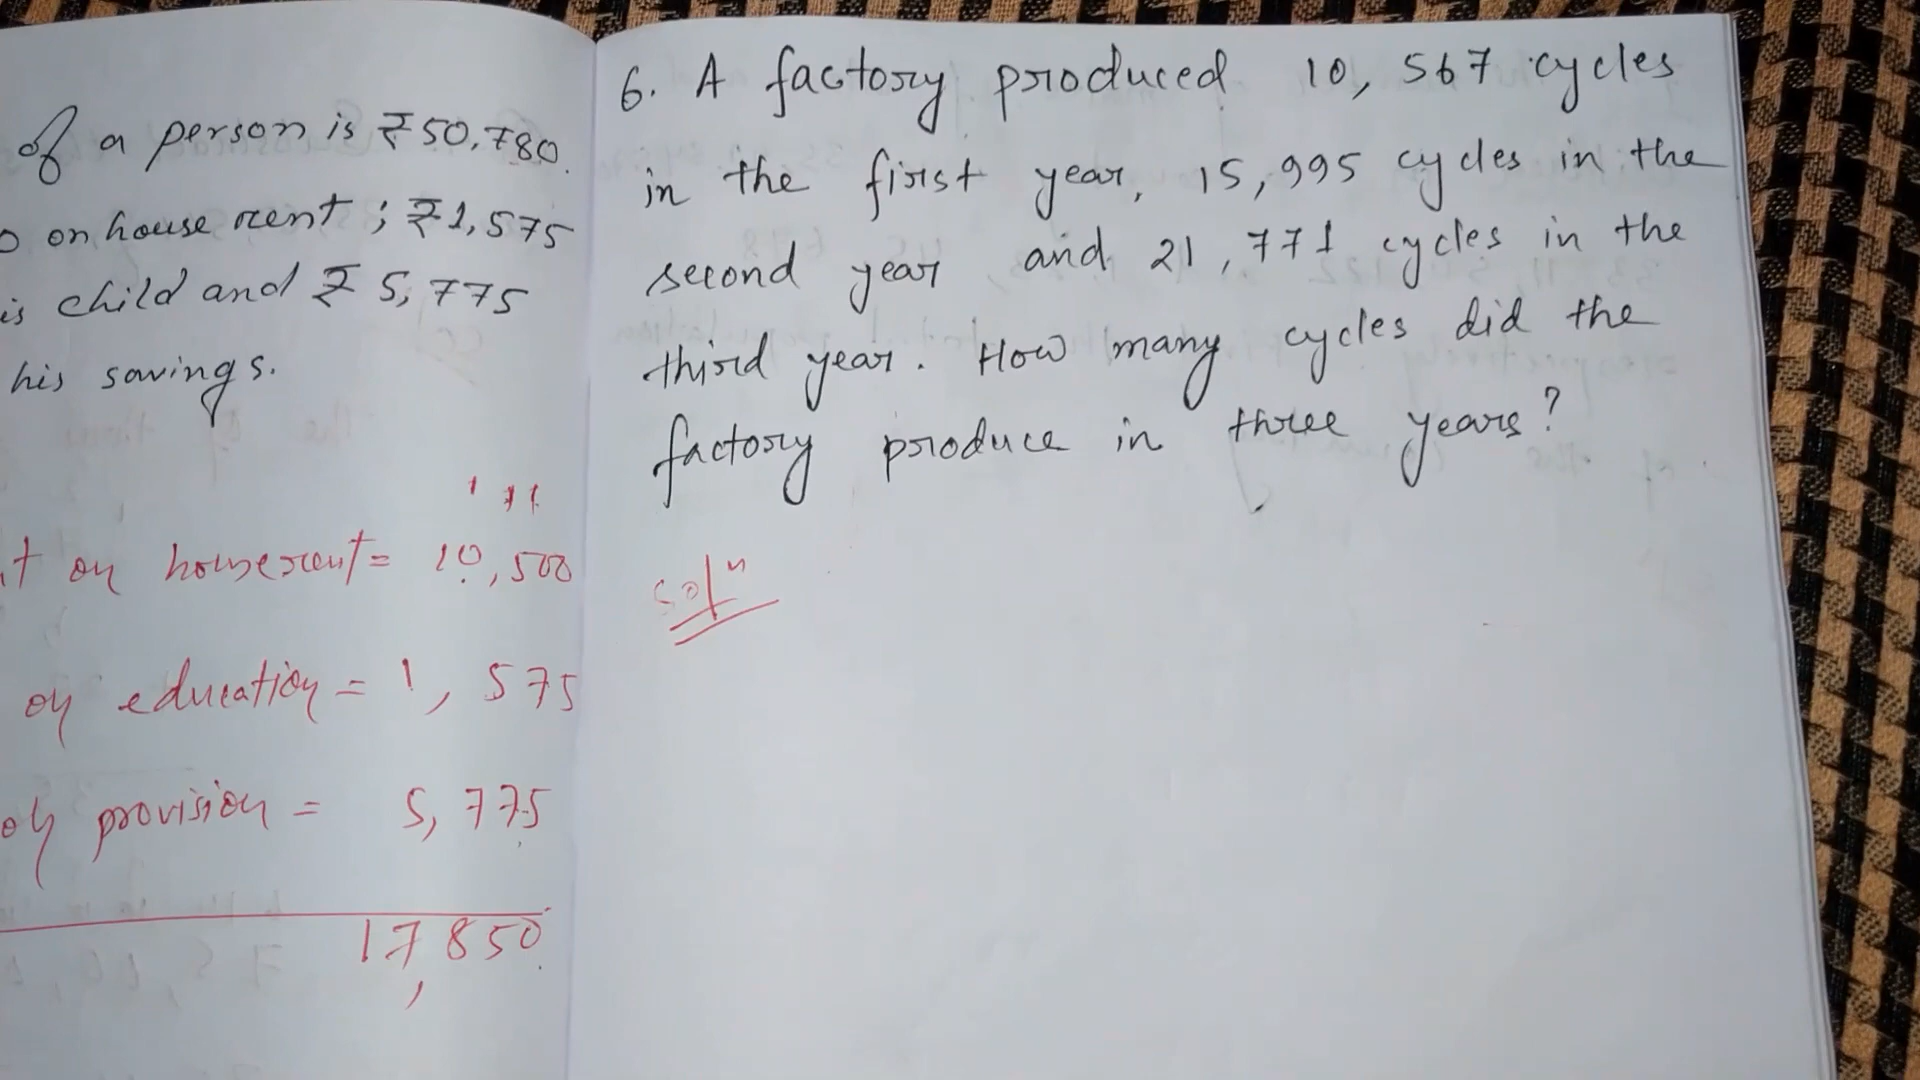 of a person is ₹50,780.
on house rent ; ₹1,575
is child and ₹ 5,775
his savings.
on house rent = 10,500
on education = 1,575
on provision = 5,775
17,850
6. A factory produced 10,567 cycles
in the first year, 15,995 cycles in the
second year and 21,771 cycles in the
third year. How many cycles did the
factory produce in three years?
Solⁿ